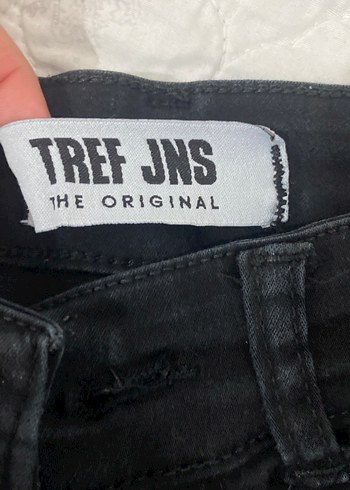 TREF JNS
THE ORIGINAL